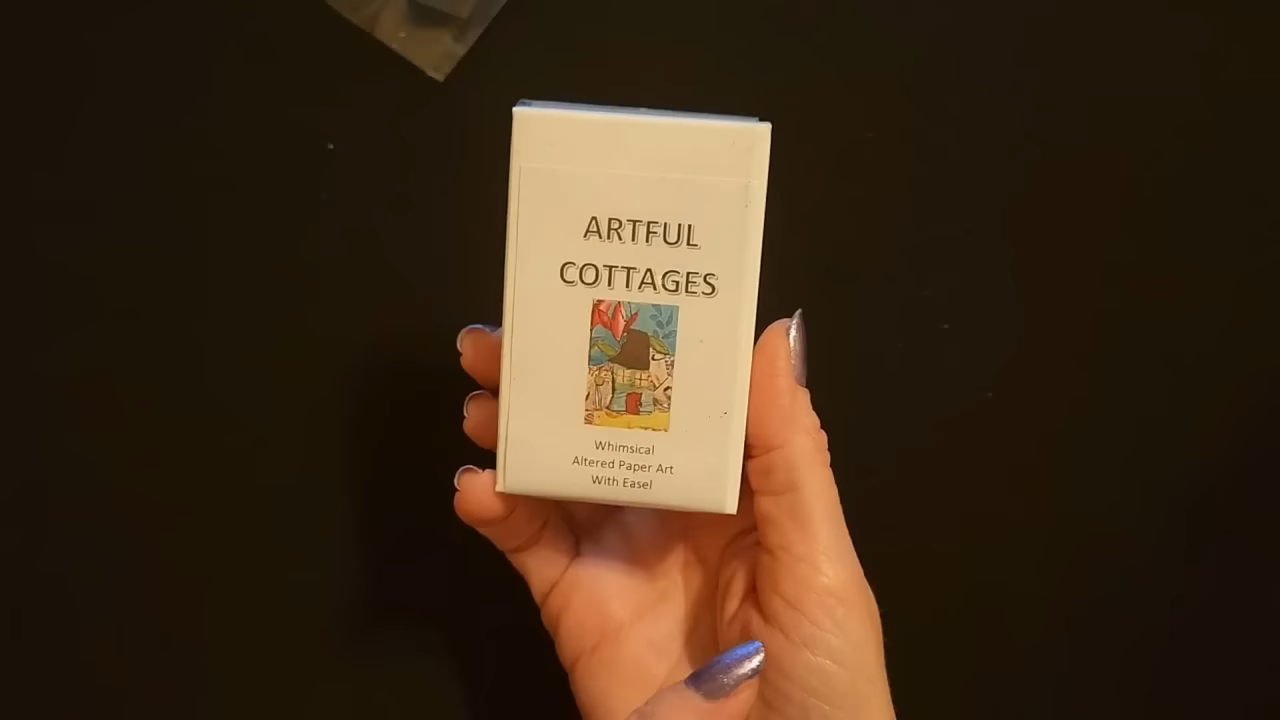 ARTFUL
COTTAGES
Whimsical
Altered Paper Art
With Easel